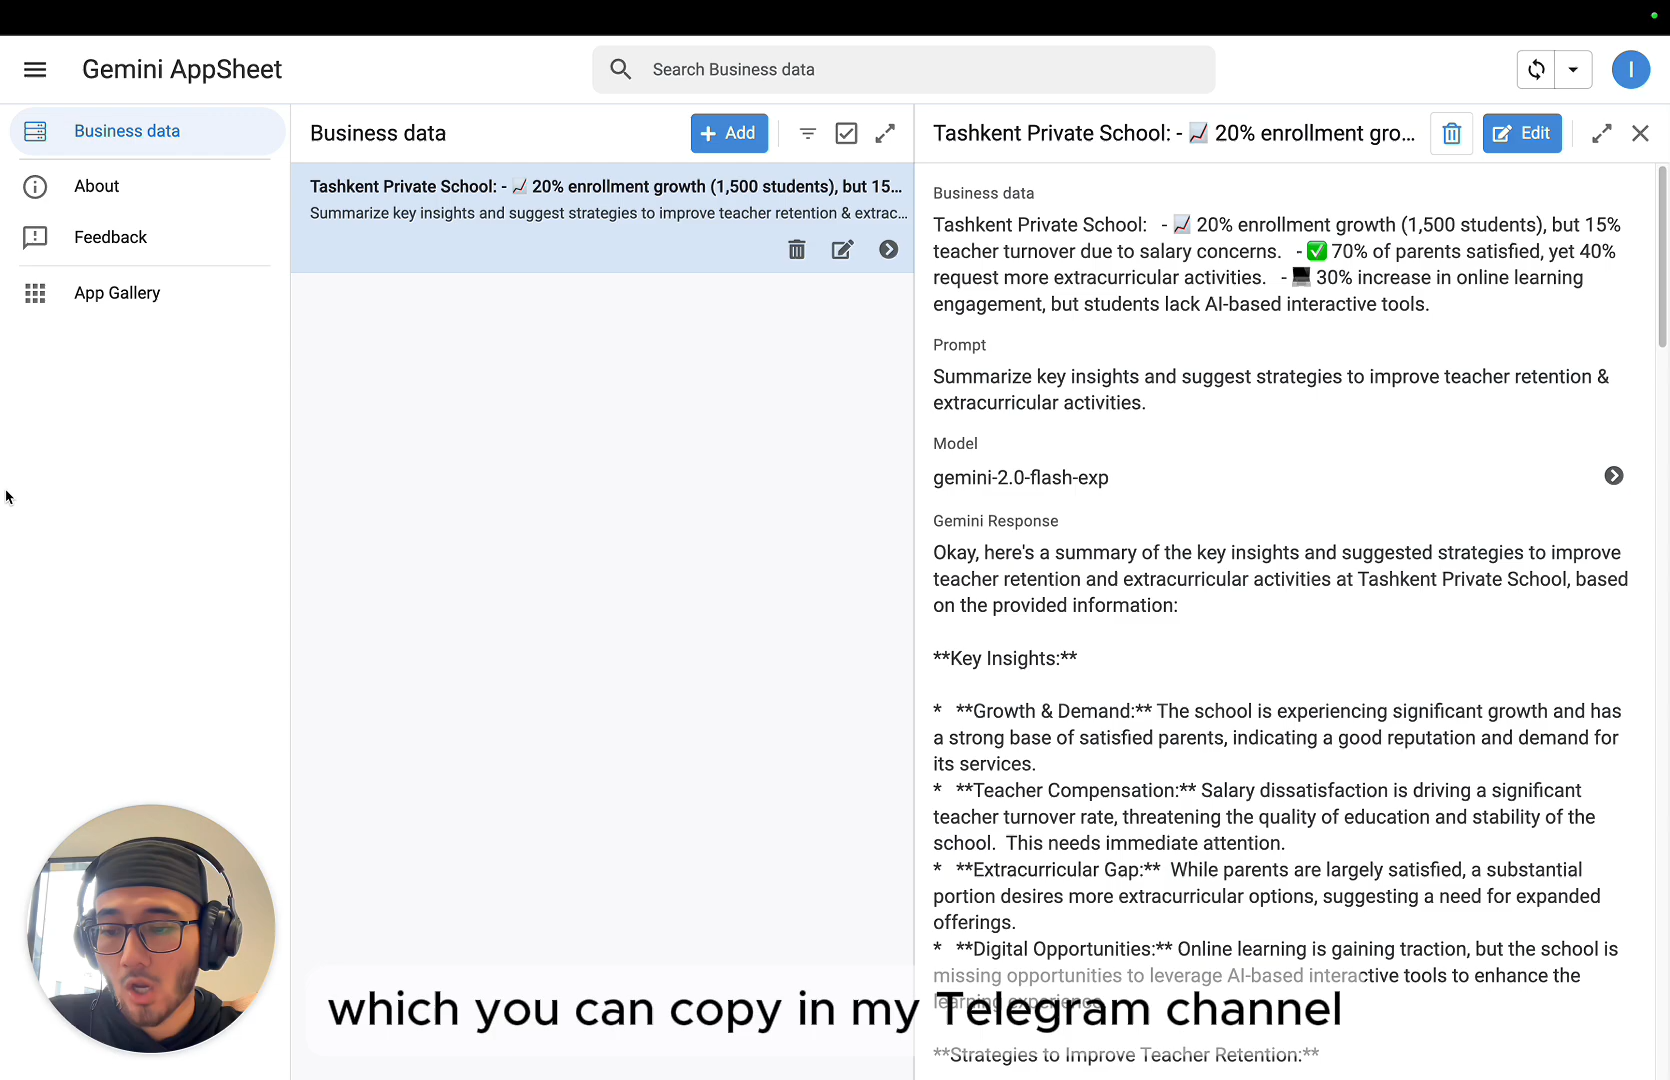 Gemini AppSheet
Search Business data
I
Business data
About
Feedback
App Gallery
Business data
Add
Tashkent Private School: - 📈 20% enrollment growth (1,500 students), but 15...
Summarize key insights and suggest strategies to improve teacher retention & extrac...
Tashkent Private School: - 📈 20% enrollment gro...
Edit
Business data
Tashkent Private School: - 📈 20% enrollment growth (1,500 students), but 15%
teacher turnover due to salary concerns. - ✅ 70% of parents satisfied, yet 40%
request more extracurricular activities. - 💻 30% increase in online learning
engagement, but students lack AI-based interactive tools.
Prompt
Summarize key insights and suggest strategies to improve teacher retention &
extracurricular activities.
Model
gemini-2.0-flash-exp
Gemini Response
Okay, here's a summary of the key insights and suggested strategies to improve
teacher retention and extracurricular activities at Tashkent Private School, based
on the provided information:
**Key Insights:**
* **Growth & Demand:** The school is experiencing significant growth and has
a strong base of satisfied parents, indicating a good reputation and demand for
its services.
* **Teacher Compensation:** Salary dissatisfaction is driving a significant
teacher turnover rate, threatening the quality of education and stability of the
school. This needs immediate attention.
* **Extracurricular Gap:** While parents are largely satisfied, a substantial
portion desires more extracurricular options, suggesting a need for expanded
offerings.
* **Digital Opportunities:** Online learning is gaining traction, but the school is
missing opportunities to leverage AI-based interactive tools to enhance the
learning experience.
which you can copy in my Telegram channel
**Strategies to Improve Teacher Retention:**